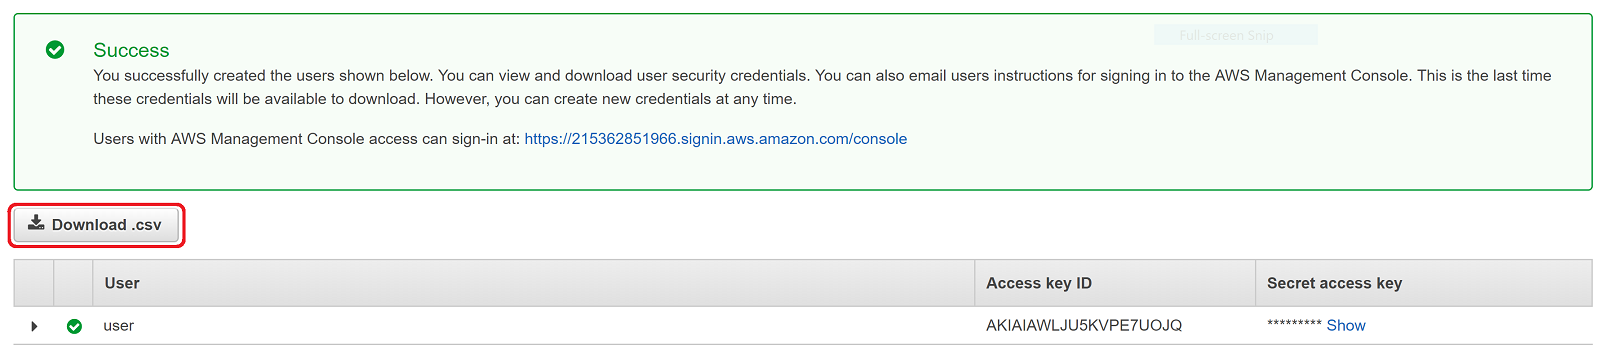 Full-screen Snip
Success
You successfully created the users shown below. You can view and download user security credentials. You can also email users instructions for signing in to the AWS Management Console. This is the last time
these credentials will be available to download. However, you can create new credentials at any time.
Users with AWS Management Console access can sign-in at: https://215362851966.signin.aws.amazon.com/console
Download .csv
User Access key ID Secret access key
user AKIAIAWLJU5KVPE7UOJQ ********* Show